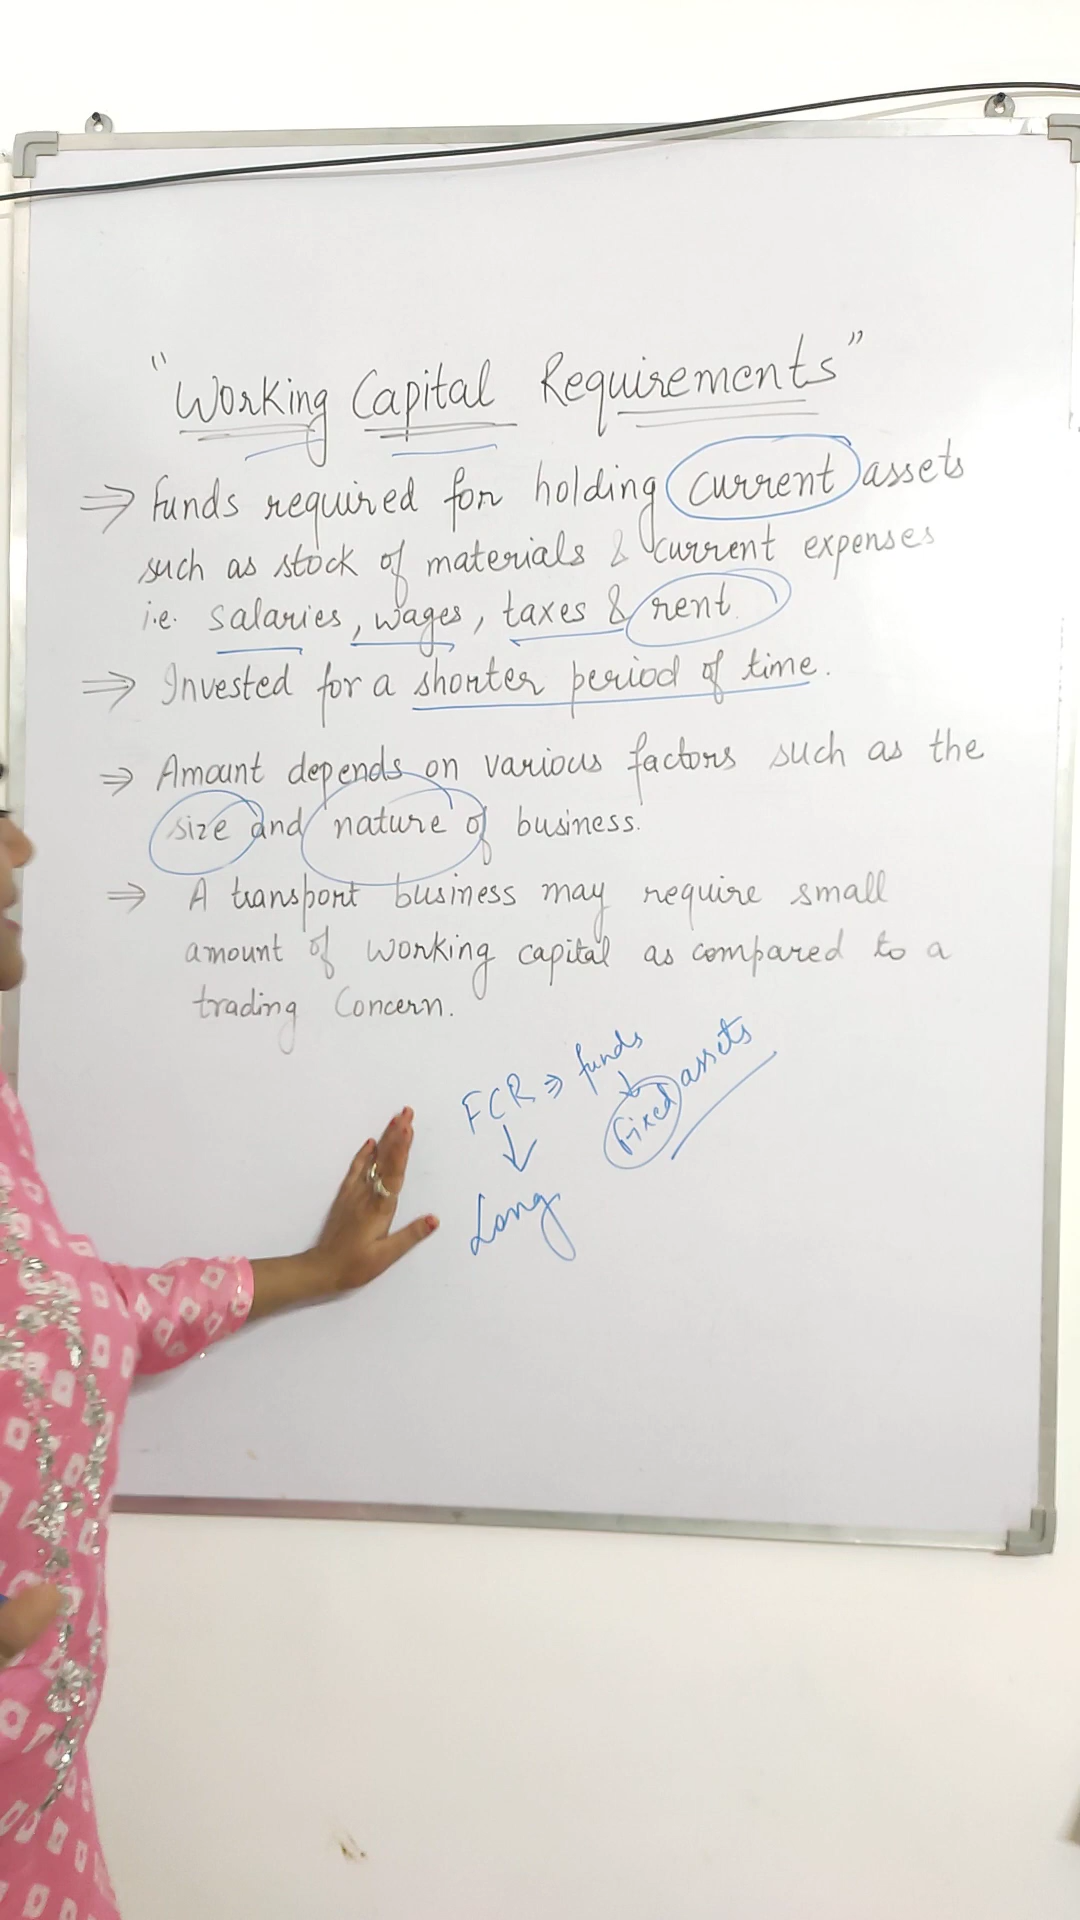 "Working Capital Requirements"
⇒ Funds required for holding current assets
such as stock of materials & current expenses
i.e. salaries, wages, taxes & rent.
⇒ Invested for a shorter period of time.
⇒ Amount depends on various factors such as the
size and nature of business.
⇒ A transport business may require small
amount of working capital as compared to a
trading Concern.
FCR ⇒ funds
↓
fixed assets
↓
Long